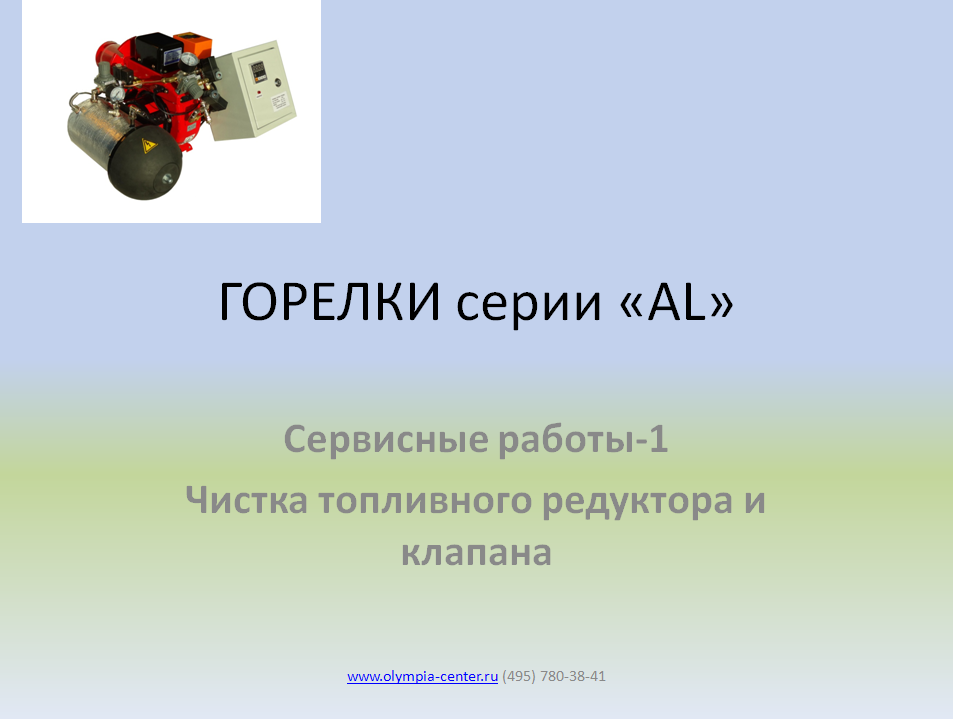 ГОРЕЛКИ серии «AL»
Сервисные работы-1
Чистка топливного редуктора и
клапана
www.olympia-center.ru (495) 780-38-41